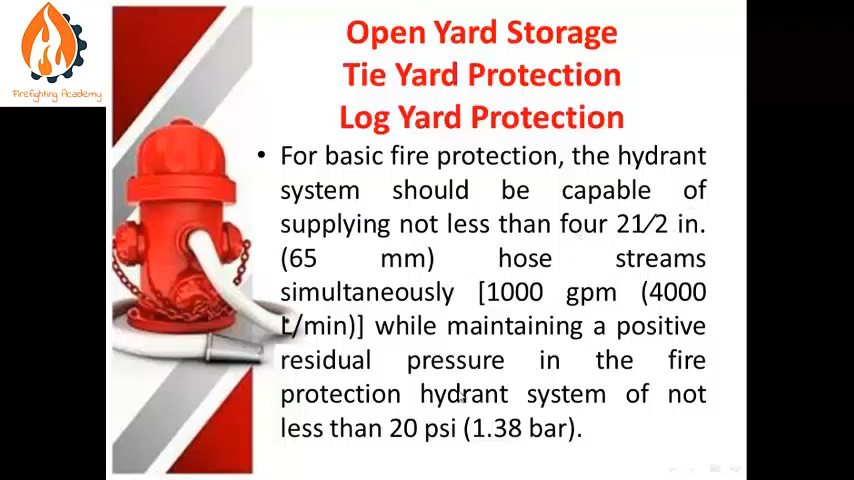 Firefighting Academy
Open Yard Storage
Tie Yard Protection
Log Yard Protection
• For basic fire protection, the hydrant
system should be capable of
supplying not less than four 21⁄2 in.
(65 mm) hose streams
simultaneously [1000 gpm (4000
L/min)] while maintaining a positive
residual pressure in the fire
protection hydrant system of not
less than 20 psi (1.38 bar).